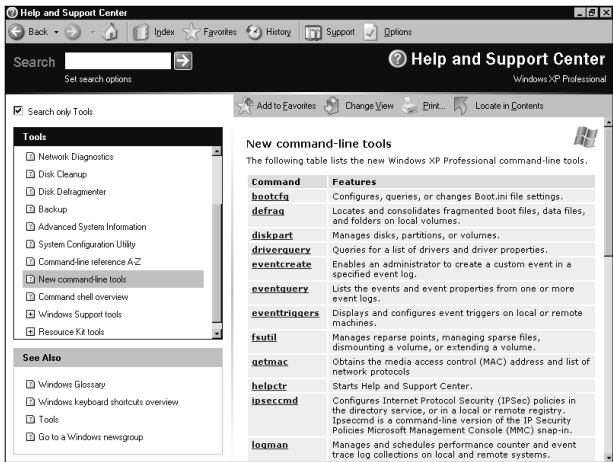 Help and Support Center
Back Index Favorites History Support Options
Search
Set search options
Help and Support Center
Windows XP Professional
Search only Tools
Add to Favorites Change View Print... Locate in Contents
Tools
Network Diagnostics
Disk Cleanup
Disk Defragmenter
Backup
Advanced System Information
System Configuration Utility
Command-line reference A-Z
New command-line tools
Command shell overview
Windows Support tools
Resource Kit tools
See Also
Windows Glossary
Windows keyboard shortcuts overview
Tools
Go to a Windows newsgroup
New command-line tools
The following table lists the new Windows XP Professional command-line tools.
Command Features
bootcfg Configures, queries, or changes Boot.ini file settings.
defrag Locates and consolidates fragmented boot files, data files,
and folders on local volumes.
diskpart Manages disks, partitions, or volumes.
driverquery Queries for a list of drivers and driver properties.
eventcreate Enables an administrator to create a custom event in a
specified event log.
eventquery Lists the events and event properties from one or more
event logs.
eventtriggers Displays and configures event triggers on local or remote
machines.
fsutil Manages reparse points, managing sparse files,
dismounting a volume, or extending a volume.
getmac Obtains the media access control (MAC) address and list of
network protocols
helpctr Starts Help and Support Center.
ipseccmd Configures Internet Protocol Security (IPSec) policies in
the directory service, or in a local or remote registry.
Ipseccmd is a command-line version of the IP Security
Policies Microsoft Management Console (MMC) snap-in.
logman Manages and schedules performance counter and event
trace log collections on local and remote systems.